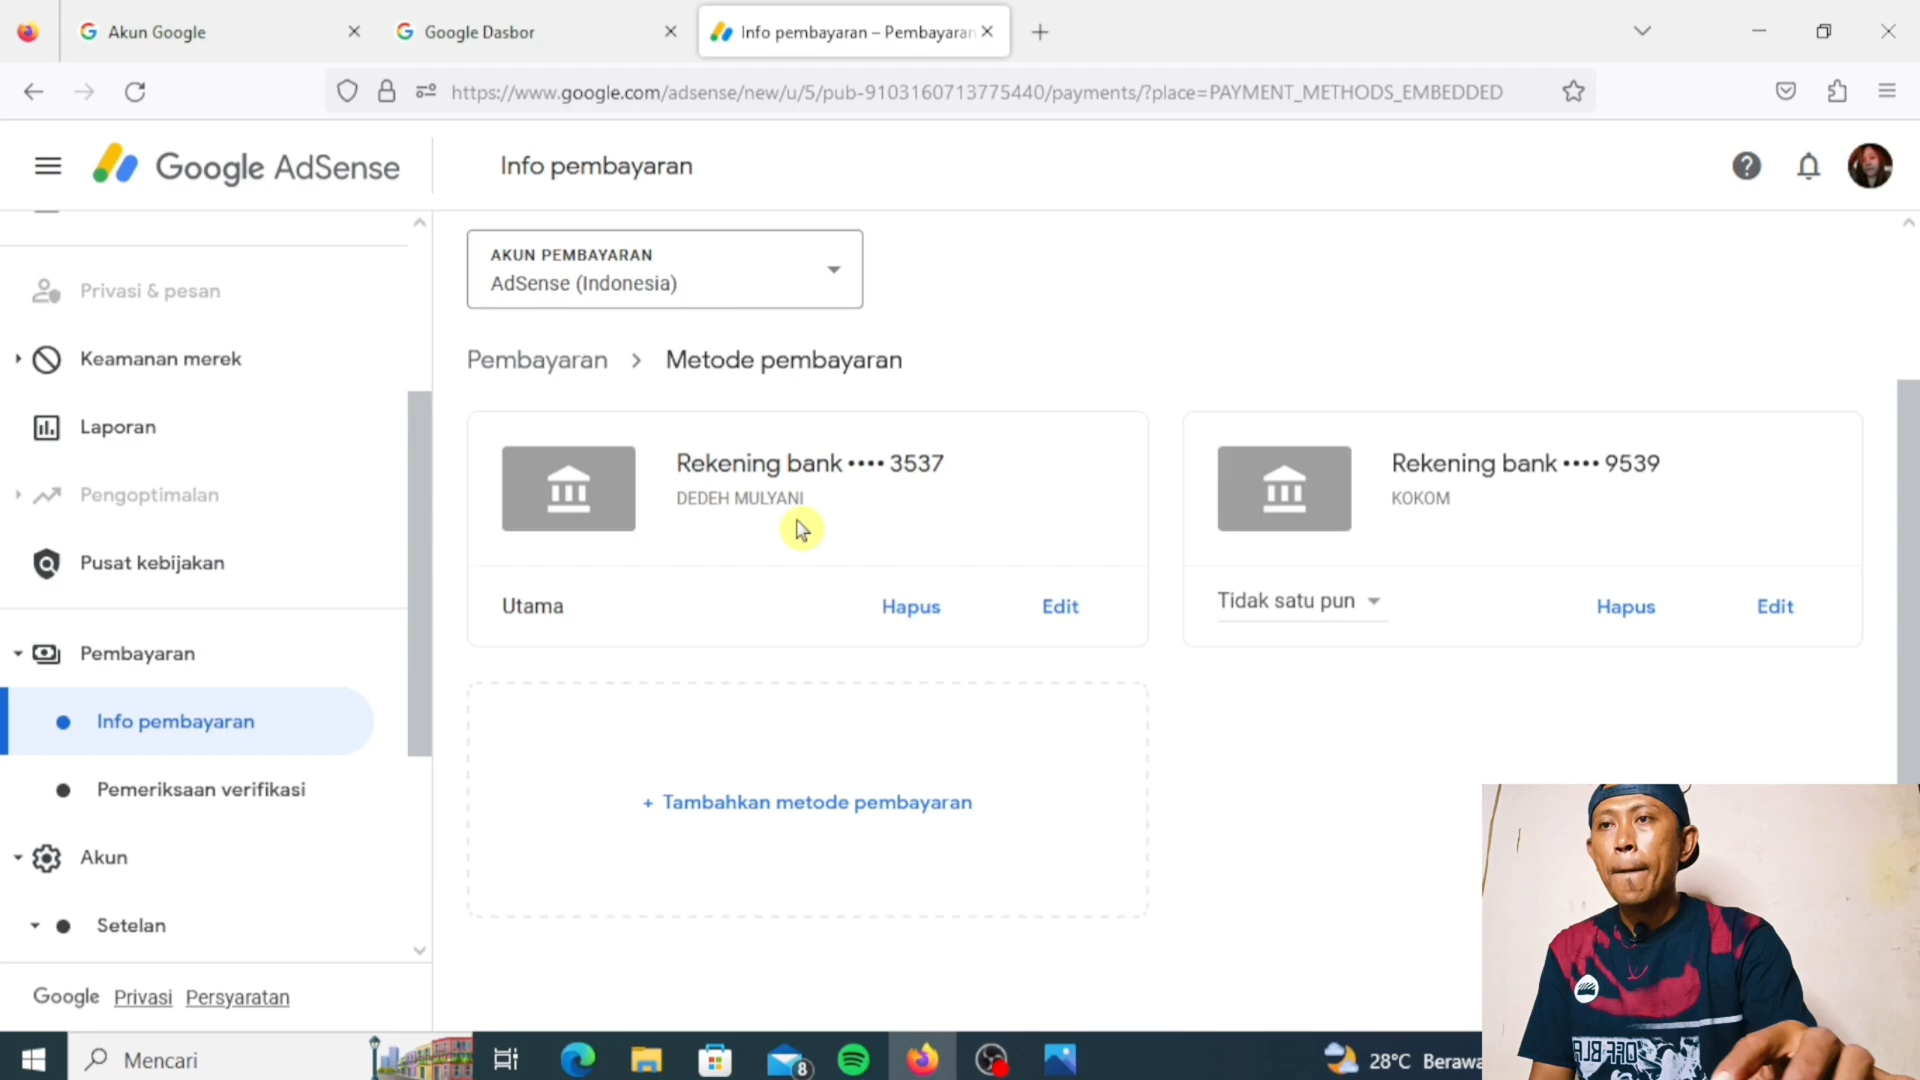 Akun Google
Google Dasbor
Info pembayaran – Pembayaran
https://www.google.com/adsense/new/u/5/pub-9103160713775440/payments/?place=PAYMENT_METHODS_EMBEDDED
Google AdSense
Info pembayaran
Privasi & pesan
Keamanan merek
Laporan
Pengoptimalan
Pusat kebijakan
Pembayaran
Info pembayaran
Pemeriksaan verifikasi
Akun
Setelan
Google Privasi Persyaratan
AKUN PEMBAYARAN
AdSense (Indonesia)
Pembayaran > Metode pembayaran
Rekening bank •••• 3537
DEDEH MULYANI
Utama Hapus Edit
Rekening bank •••• 9539
KOKOM
Tidak satu pun Hapus Edit
+ Tambahkan metode pembayaran
Mencari
8
28°C Berawa